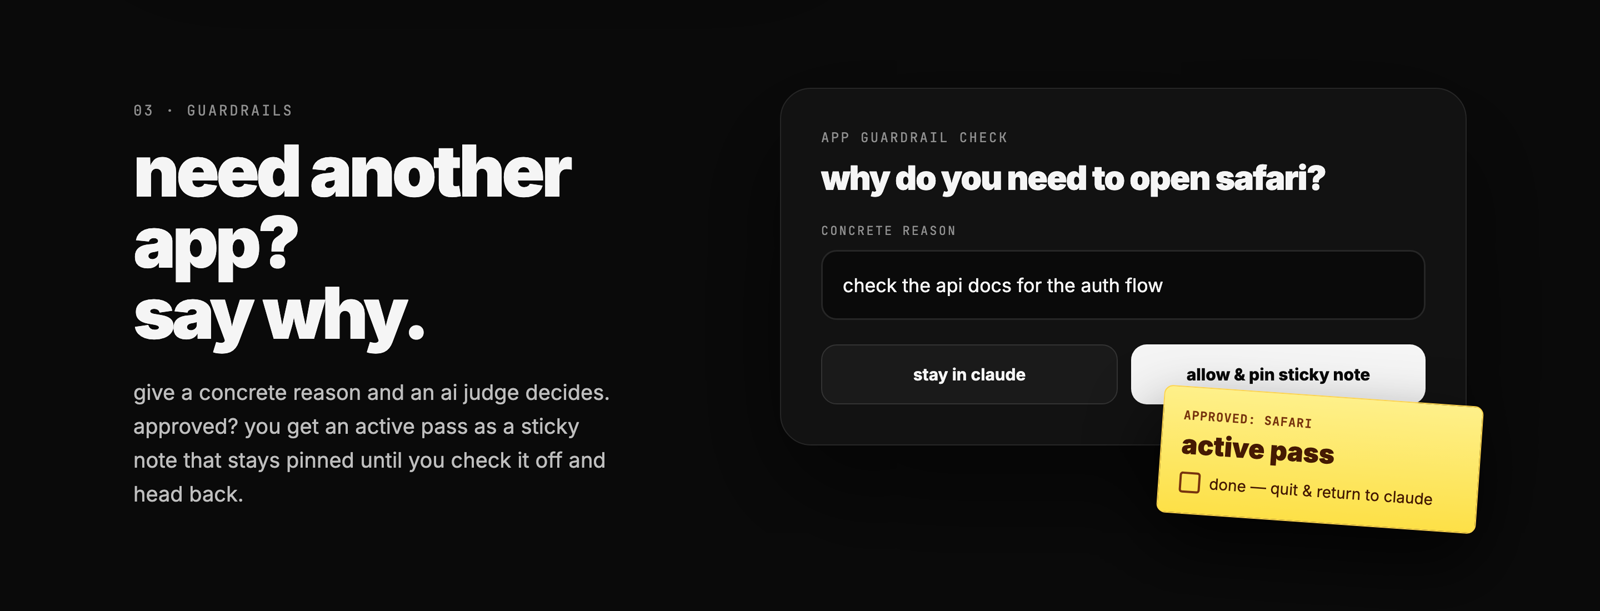 03 · GUARDRAILS
need another
app?
say why.
give a concrete reason and an ai judge decides.
approved? you get an active pass as a sticky
note that stays pinned until you check it off and
head back.
APP GUARDRAIL CHECK
why do you need to open safari?
CONCRETE REASON
check the api docs for the auth flow
stay in claude
allow & pin sticky note
APPROVED: SAFARI
active pass
done — quit & return to claude